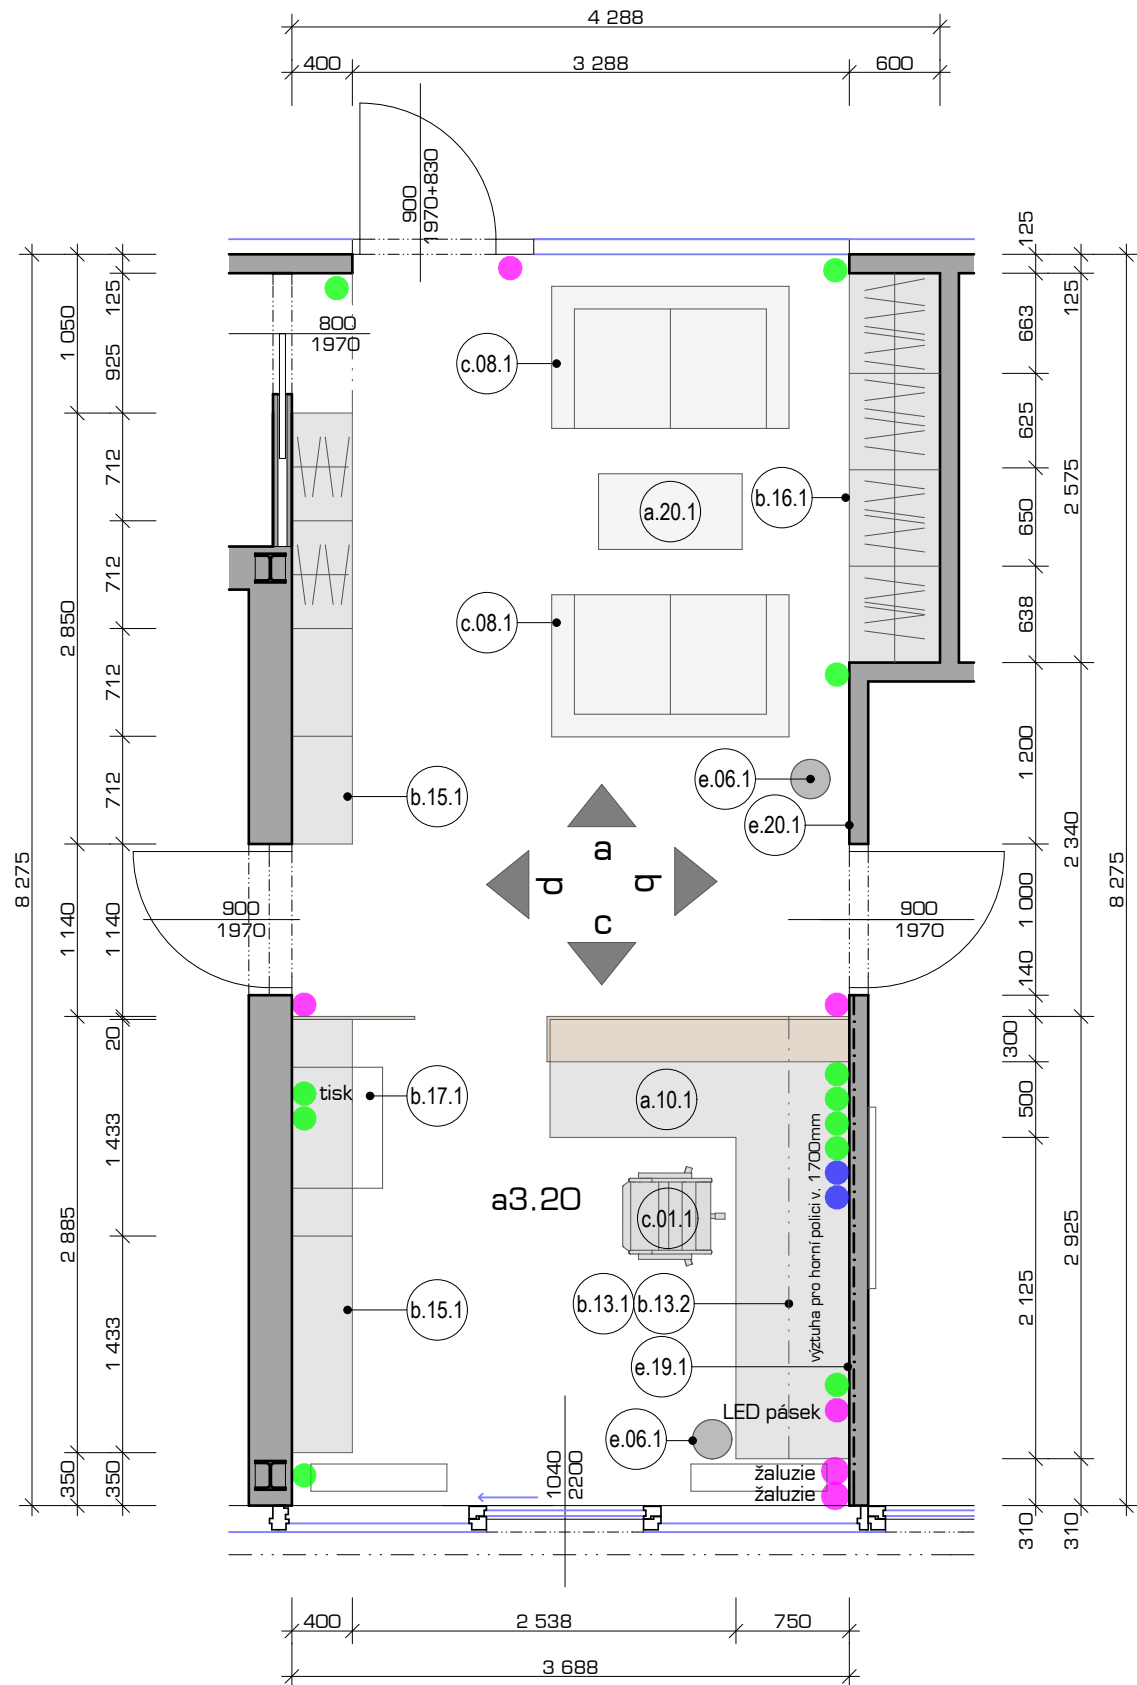 4 288
400
3 288
600
900
1970+830
125
125
1 050
925
800
1970
c.08.1
663
125
625
712
a.20.1
b.16.1
2 575
650
712
2 850
c.08.1
638
712
e.06.1
1 200
712
b.15.1
e.20.1
a
2 340
8 275
d
b
8 275
c
1 140
1 140
900
1970
900
1970
1 000
140
20
300
tisk
b.17.1
a.10.1
500
1 433
výztuha pro horní polici v. 1700mm
a3.20
c.01.1
2 885
2 925
b.15.1
b.13.1
b.13.2
2 125
1 433
e.19.1
LED pásek
e.06.1
350
350
1040
2200
žaluzie
žaluzie
310
310
400
2 538
750
3 688